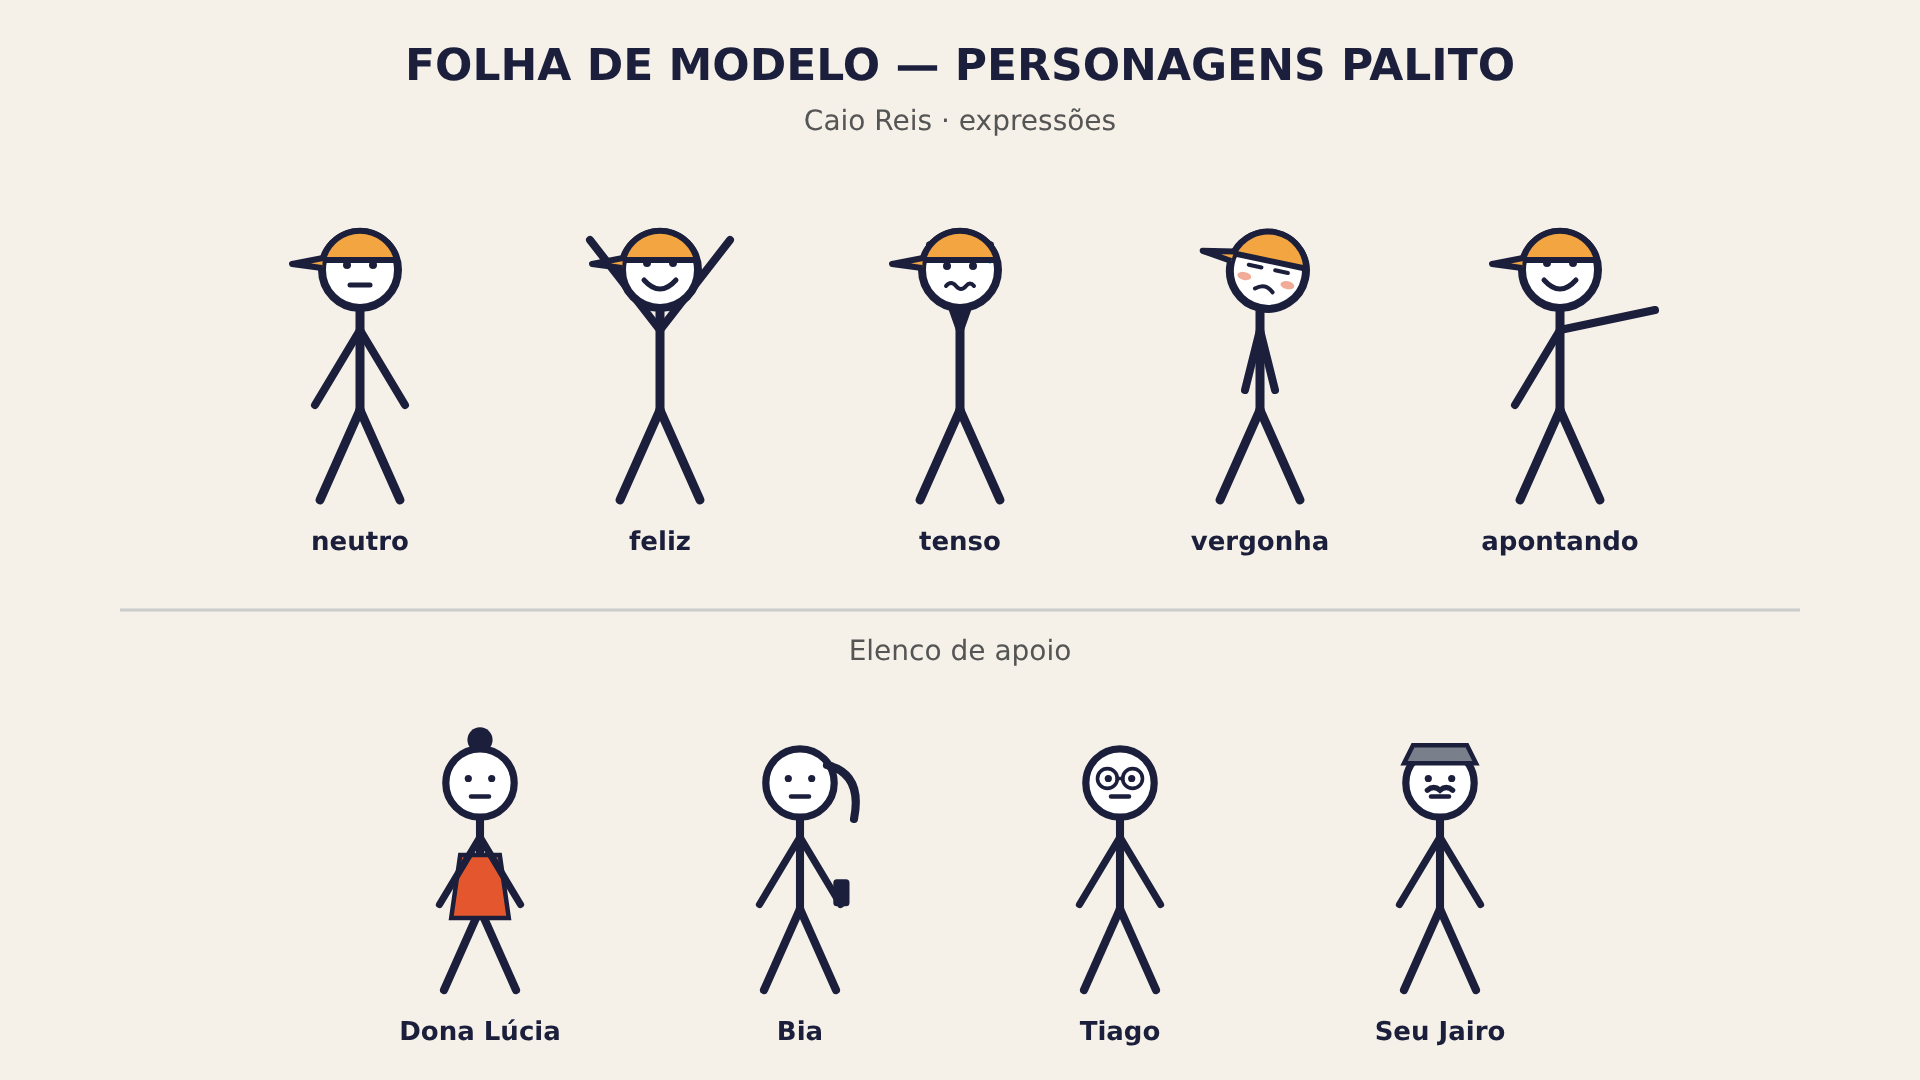 FOLHA DE MODELO — PERSONAGENS PALITO
Caio Reis · expressões
neutro feliz tenso vergonha apontando
Elenco de apoio
Dona Lúcia Bia Tiago Seu Jairo